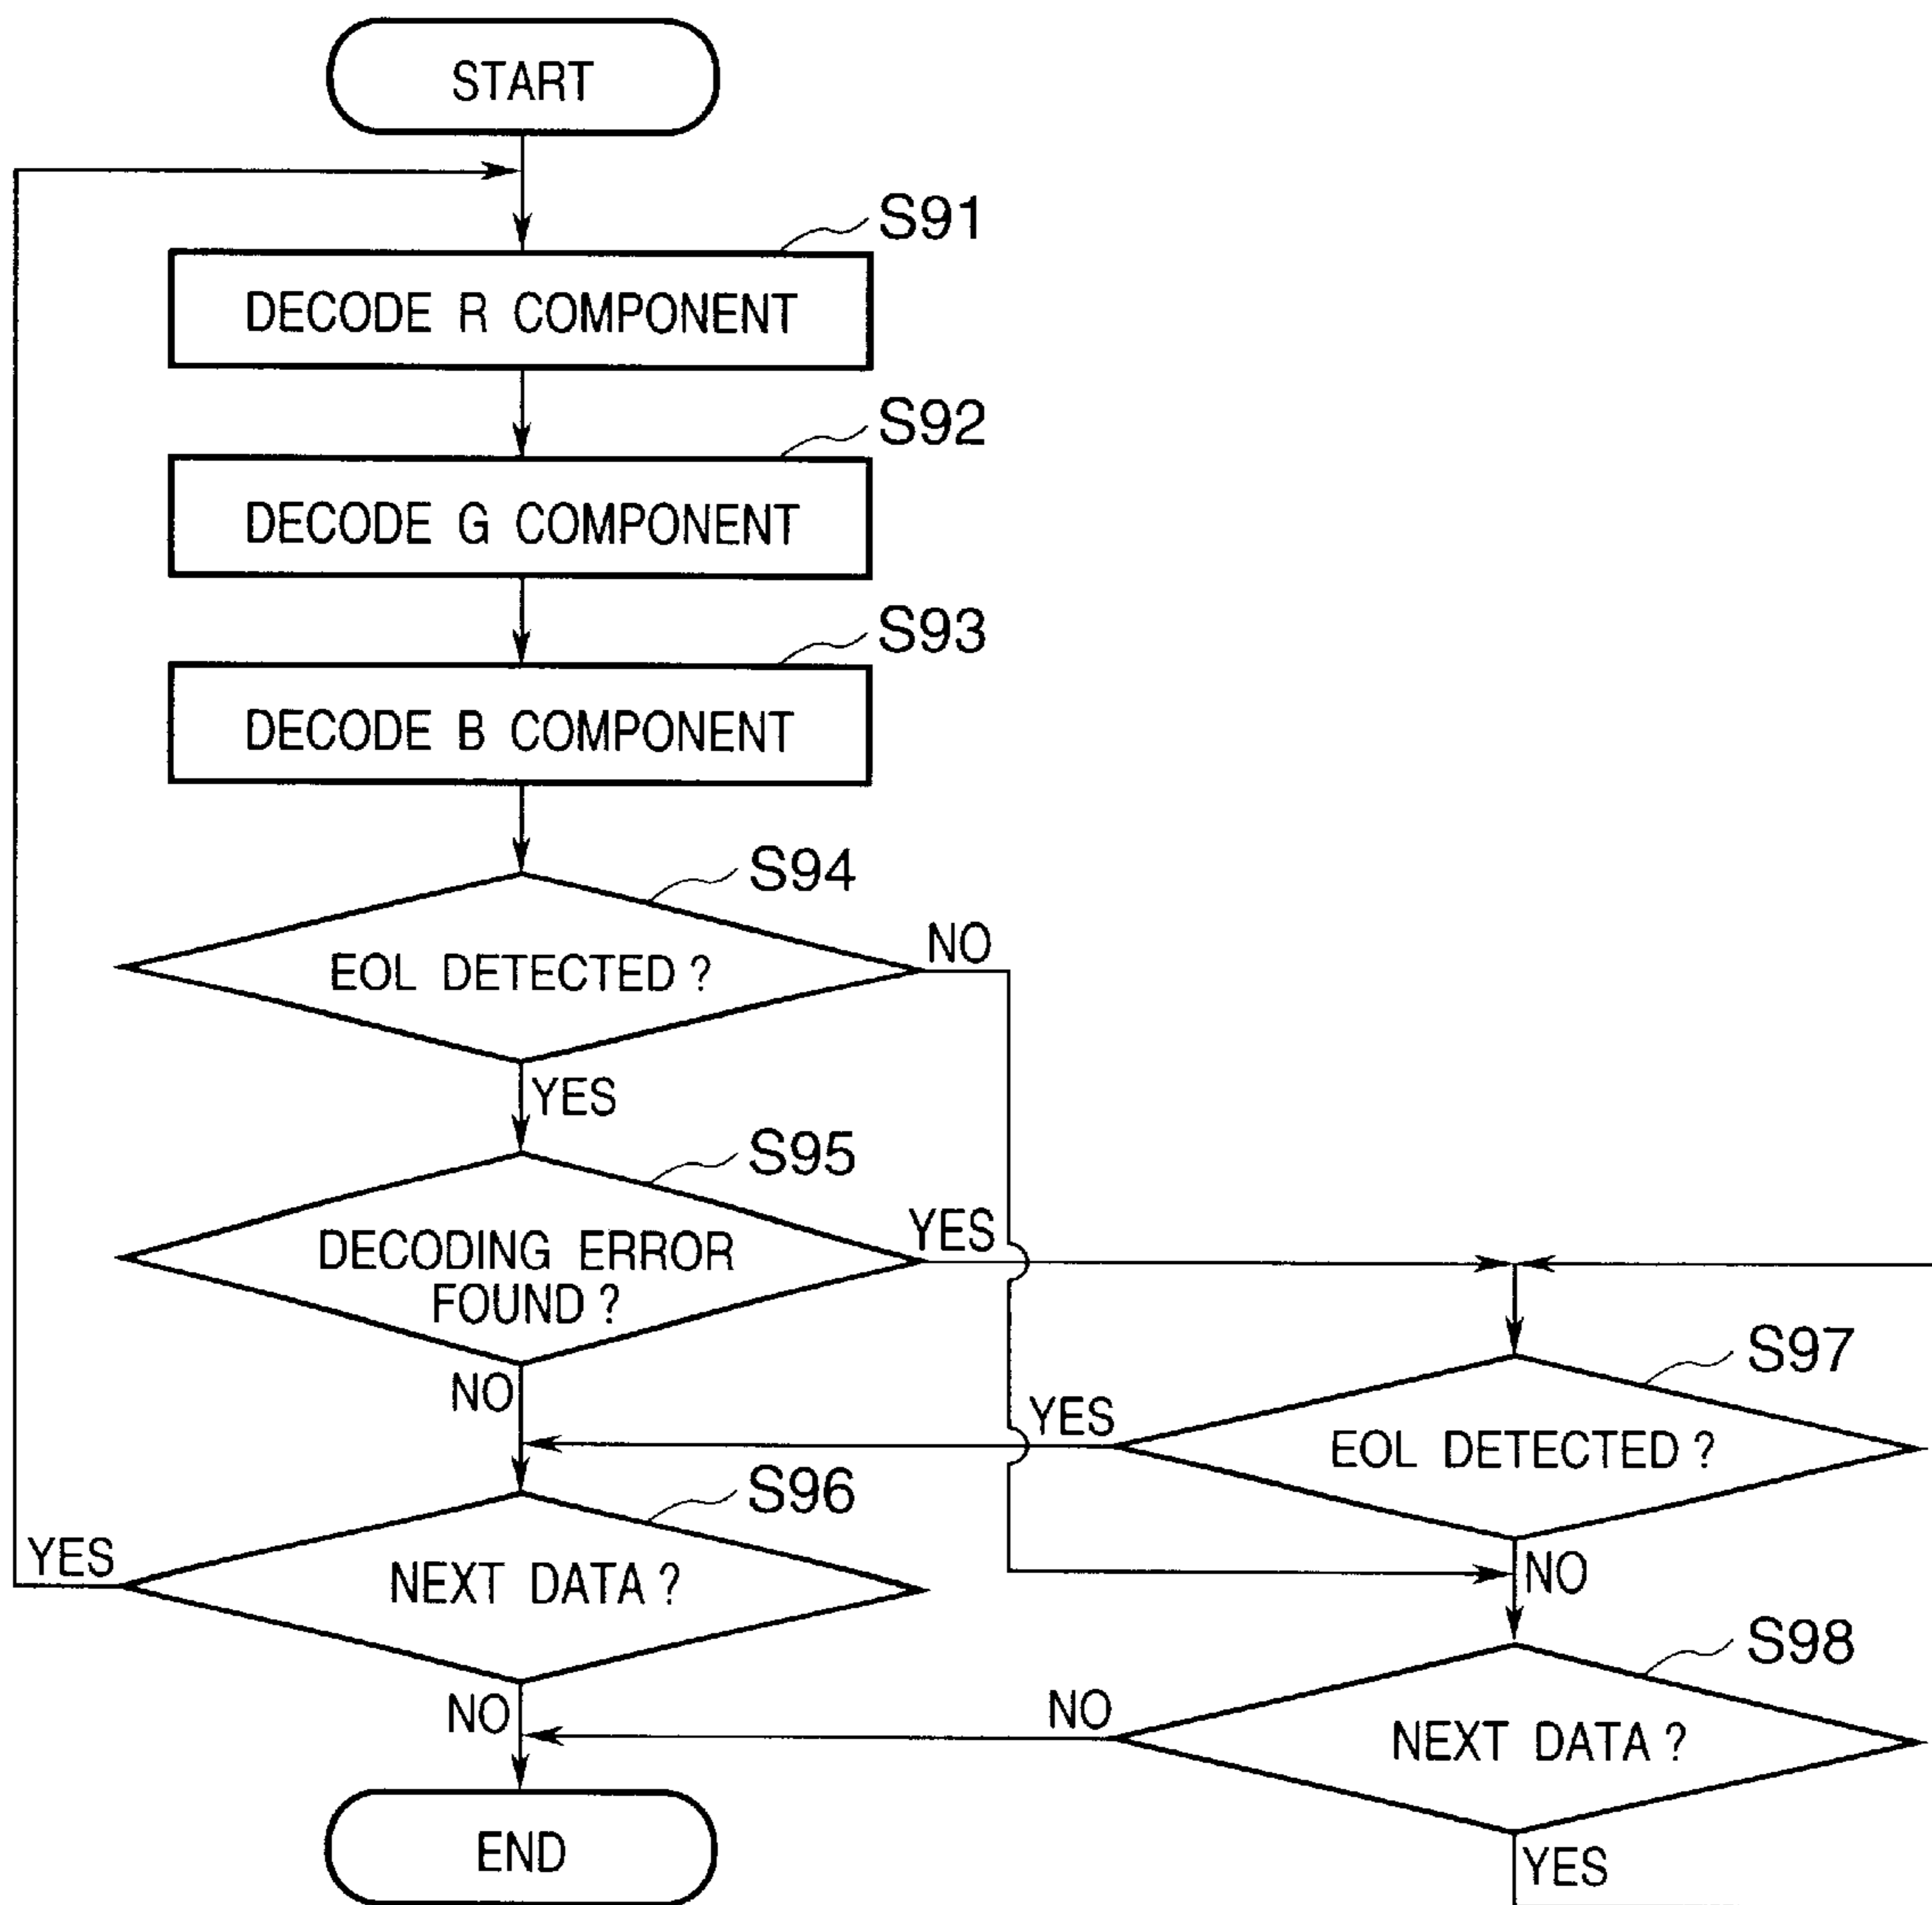 START
S91
DECODE R COMPONENT
S92
DECODE G COMPONENT
S93
DECODE B COMPONENT
S94
EOL DETECTED ?
NO
YES
S95
DECODING ERROR
FOUND ?
YES
NO
S97
EOL DETECTED ?
YES
NO
S96
NEXT DATA ?
YES
NO
S98
NEXT DATA ?
NO
YES
END